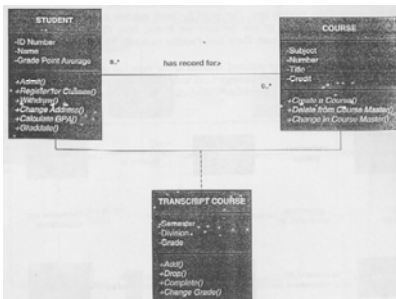 STUDENT
-ID Number
-Name
-Grade Point Average
+Admit()
+Register for Classes()
+Withdraw()
+Change Address()
+Calculate GPA()
+Graduate()
0..*
has record for>
0..*
COURSE
-Subject
-Number
-Title
-Credit
+Create a Course()
+Delete from Course Master()
+Change in Course Master()
TRANSCRIPT COURSE
-Semester
-Division
-Grade
+Add()
+Drop()
+Complete()
+Change Grade()